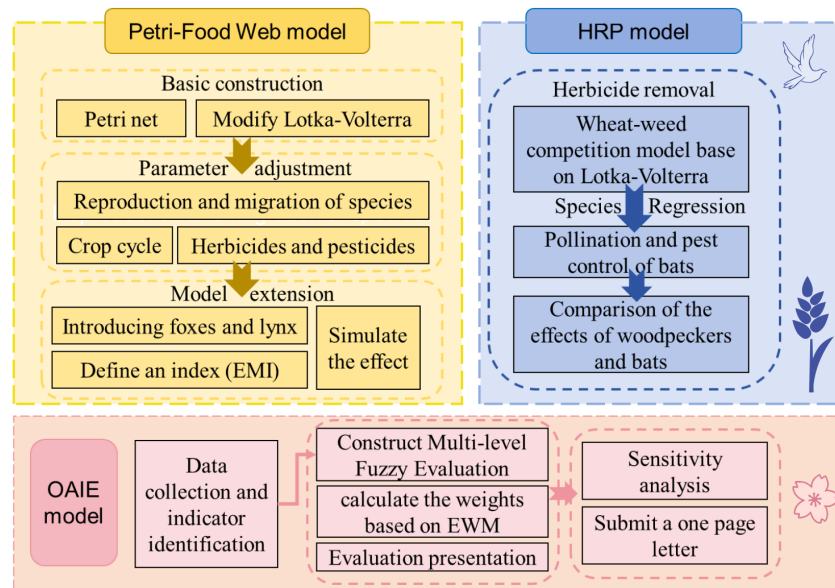 Petri-Food Web model
Basic construction
Petri net
Modify Lotka-Volterra
Parameter adjustment
Reproduction and migration of species
Crop cycle
Herbicides and pesticides
Model extension
Introducing foxes and lynx
Define an index (EMI)
Simulate
the effect
HRP model
Herbicide removal
Wheat-weed
competition model base
on Lotka-Volterra
Species Regression
Pollination and pest
control of bats
Comparison of the
effects of woodpeckers
and bats
OAIE
model
Data
collection and
indicator
identification
Construct Multi-level
Fuzzy Evaluation
calculate the weights
based on EWM
Evaluation presentation
Sensitivity
analysis
Submit a one page
letter